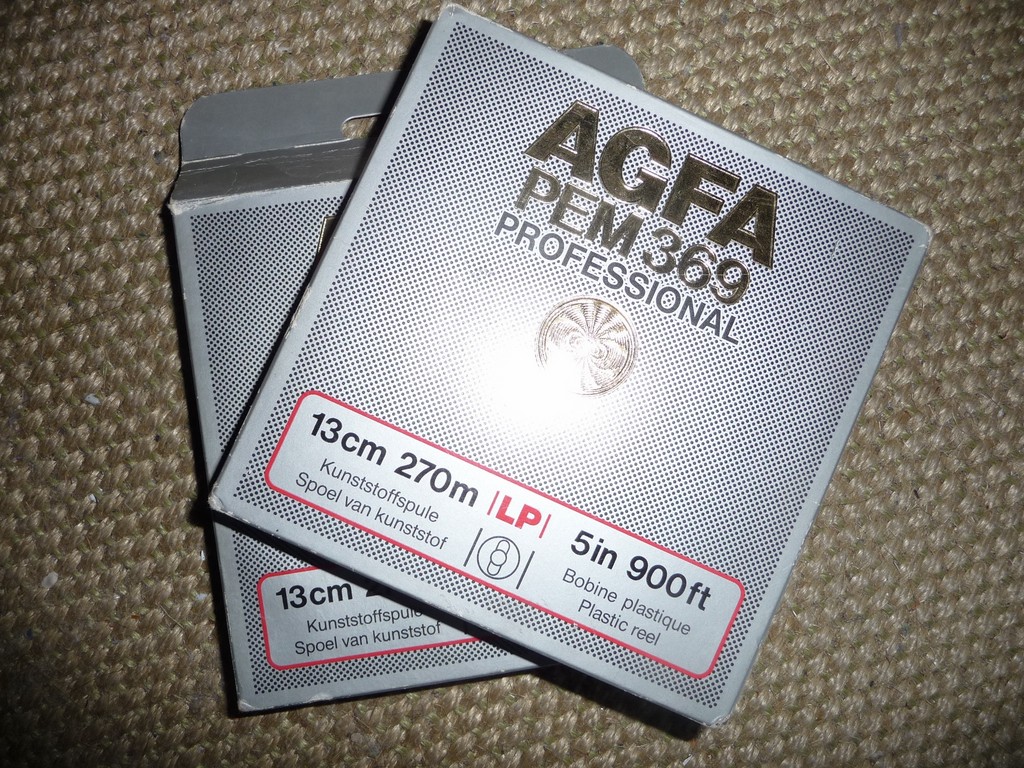 AGFA
PEM 369
PROFESSIONAL
13cm 270m |LP| 5in 900ft
Kunststoffspule
Spoel van kunststof
Bobine plastique
Plastic reel
13cm
Kunststoffspule
Spoel van kunststof